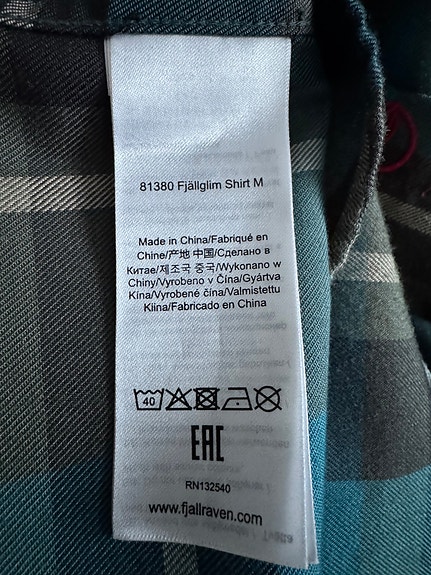 81380 Fjällglim Shirt M
Made in China/Fabriqué en
Chine/产地 中国/Сделано в
Китае/제조국 중국/Wykonano w
Chiny/Vyrobeno v Čína/Gyártva
Kína/Vyrobené čína/Valmistettu
Kiina/Fabricado en China
40
EAC
RN132540
www.fjallraven.com